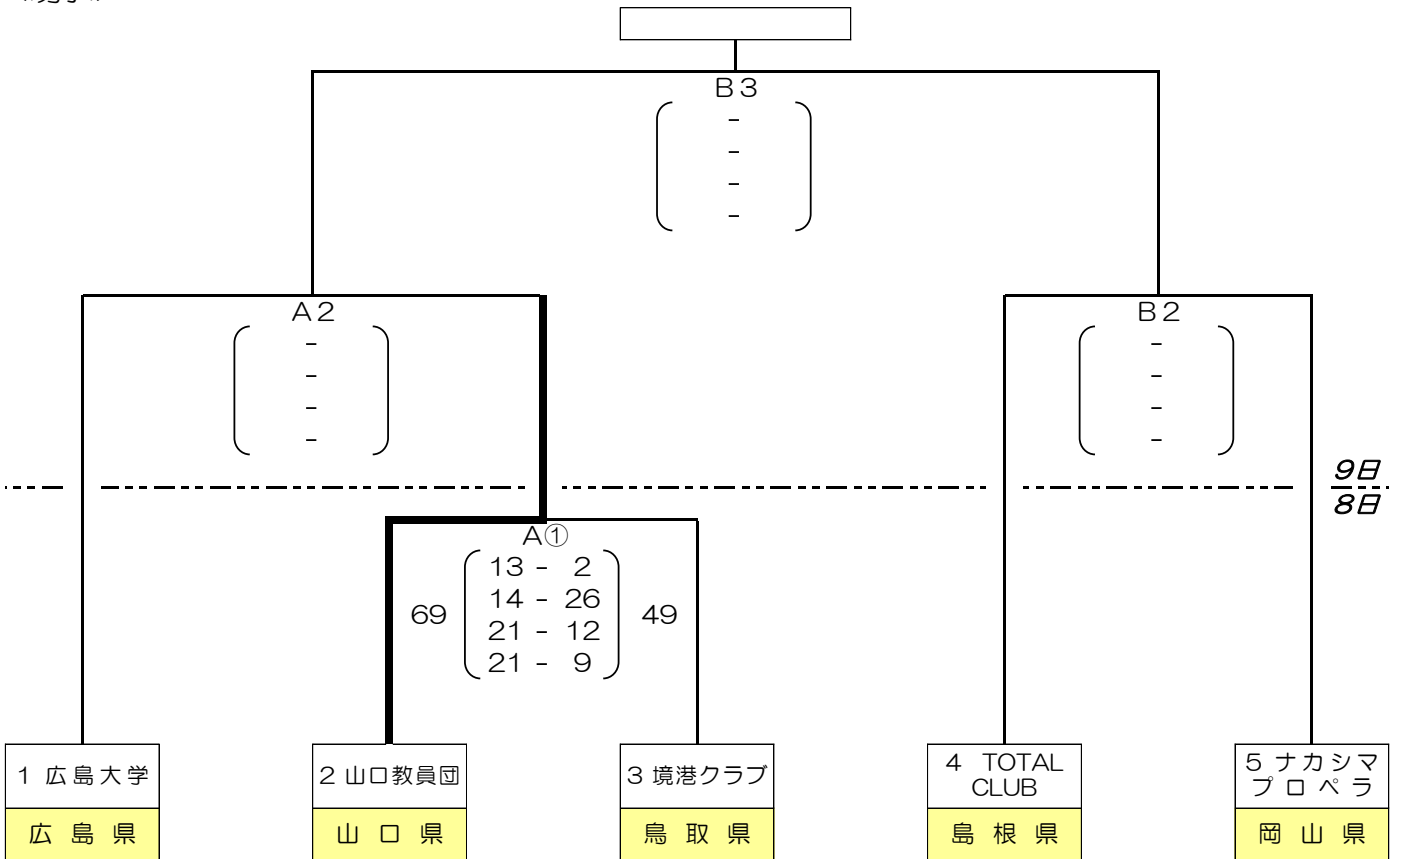 B3
-
-
-
-
A2
-
-
-
-
B2
-
-
-
-
9日
8日
A①
13 - 2
14 - 26
21 - 12
21 - 9
69
49
1 広島大学
2 山口教員団
3 境港クラブ
4 TOTAL
CLUB
5 ナカシマ
プロペラ
広島県
山口県
鳥取県
島根県
岡山県